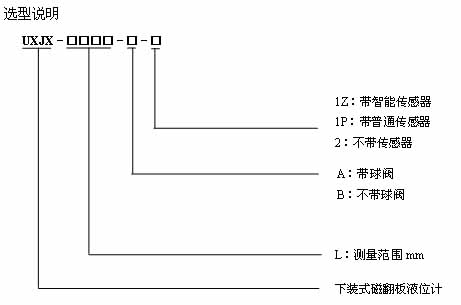 选型说明
UXJX-□□□□-□-□
1Z：带智能传感器
1P：带普通传感器
2：不带传感器
A：带球阀
B：不带球阀
L：测量范围mm
下装式磁翻板液位计